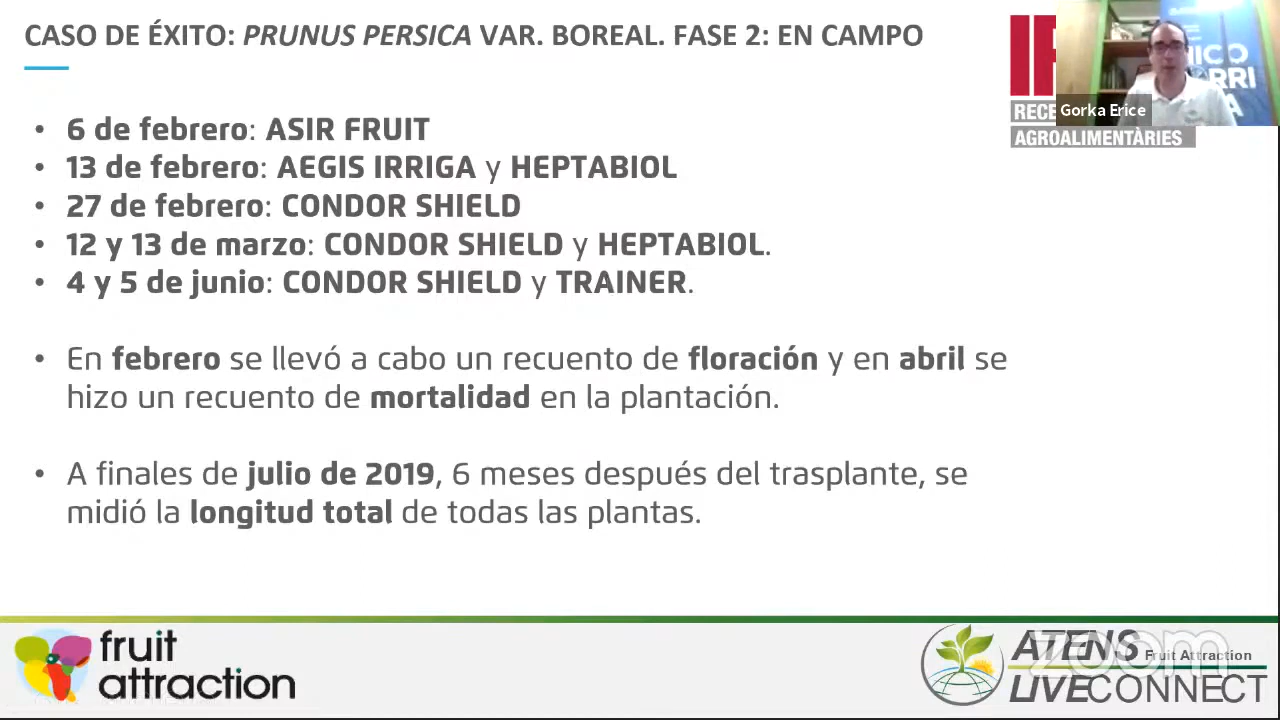 CASO DE ÉXITO: PRUNUS PERSICA VAR. BOREAL. FASE 2: EN CAMPO
• 6 de febrero: ASIR FRUIT
• 13 de febrero: AEGIS IRRIGA y HEPTABIOL
• 27 de febrero: CONDOR SHIELD
• 12 y 13 de marzo: CONDOR SHIELD y HEPTABIOL.
• 4 y 5 de junio: CONDOR SHIELD y TRAINER.
• En febrero se llevó a cabo un recuento de floración y en abril se
hizo un recuento de mortalidad en la plantación.
• A finales de julio de 2019, 6 meses después del trasplante, se
midió la longitud total de todas las plantas.
Gorka Erice
AGROALIMENTÀRIES
fruit
attraction
ATENS
Fruit Attraction
zoom
LIVECONNECT